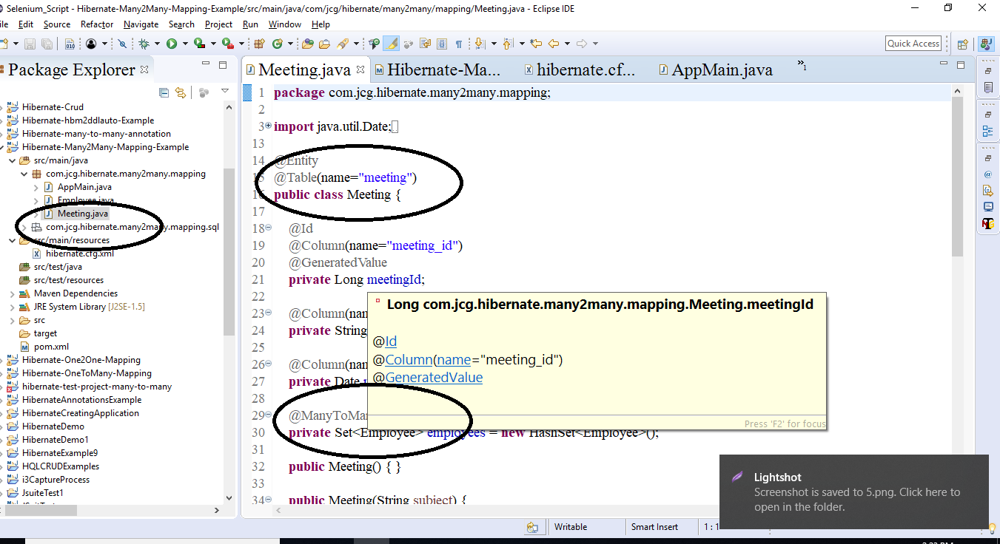 Selenium_Script - Hibernate-Many2Many-Mapping-Example/src/main/java/com/jcg/hibernate/many2many/mapping/Meeting.java - Eclipse IDE
Edit Source Refactor Navigate Search Project Run Window Help
Quick Access
Package Explorer
Hibernate-Crud
Hibernate-hbm2ddlauto-Example
Hibernate-many-to-many-annotation
Hibernate-Many2Many-Mapping-Example
src/main/java
com.jcg.hibernate.many2many.mapping
AppMain.java
Employee.java
Meeting.java
com.jcg.hibernate.many2many.mapping.sql
src/main/resources
hibernate.cfg.xml
src/test/java
src/test/resources
Maven Dependencies
JRE System Library [J2SE-1.5]
src
target
pom.xml
Hibernate-One2One-Mapping
Hibernate-OneToMany-Mapping
hibernate-test-project-many-to-many
HibernateAnnotationsExample
HibernateCreatingApplication
HibernateDemo
HibernateDemo1
HibernateExample9
HQLCRUDExamples
i3CaptureProcess
JsuiteTest1
Meeting.java Hibernate-Ma... hibernate.cf... AppMain.java »1
1 package com.jcg.hibernate.many2many.mapping;
2
3 import java.util.Date;
13
14 @Entity
15 @Table(name="meeting")
16 public class Meeting {
17
18 @Id
19 @Column(name="meeting_id")
20 @GeneratedValue
21 private Long meetingId;
22
23 @Column(nam
24 private String
25
26 @Column(nam
27 private Date
28
29 @ManyToMan
30 private Set<Employee> employees = new HashSet<Employee>();
31
32 public Meeting() { }
33
34 public Meeting(String subject) {
Long com.jcg.hibernate.many2many.mapping.Meeting.meetingId
@Id
@Column(name="meeting_id")
@GeneratedValue
Press 'F2' for focus
Lightshot
Screenshot is saved to 5.png. Click here to
open in the folder.
Writable Smart Insert 1 : 1